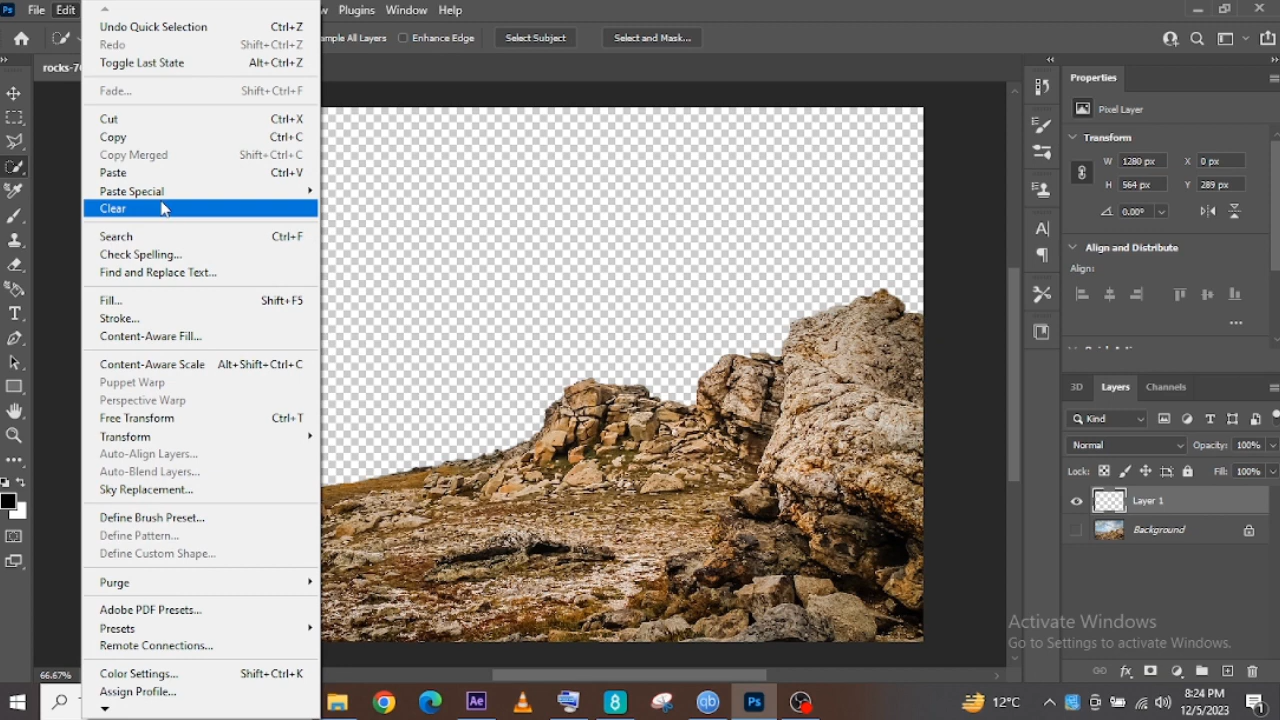 Ps File Edit Plugins Window Help
Undo Quick Selection Ctrl+Z
Redo Shift+Ctrl+Z
Toggle Last State Alt+Ctrl+Z
Fade... Shift+Ctrl+F
Cut Ctrl+X
Copy Ctrl+C
Copy Merged Shift+Ctrl+C
Paste Ctrl+V
Paste Special
Clear
Search Ctrl+F
Check Spelling...
Find and Replace Text...
Fill... Shift+F5
Stroke...
Content-Aware Fill...
Content-Aware Scale Alt+Shift+Ctrl+C
Puppet Warp
Perspective Warp
Free Transform Ctrl+T
Transform
Auto-Align Layers...
Auto-Blend Layers...
Sky Replacement...
Define Brush Preset...
Define Pattern...
Define Custom Shape...
Purge
Adobe PDF Presets...
Presets
Remote Connections...
Color Settings... Shift+Ctrl+K
Assign Profile...
All Layers Enhance Edge Select Subject Select and Mask...
66.67%
Properties
Pixel Layer
Transform
W 1280 px X 0 px
H 564 px Y 289 px
0.00°
Align and Distribute
Align:
3D Layers Channels
Kind
Normal Opacity: 100%
Lock: Fill: 100%
Layer 1
Background
Activate Windows
Go to Settings to activate Windows.
Ae 8 qb Ps
12°C
8:24 PM
12/5/2023
1